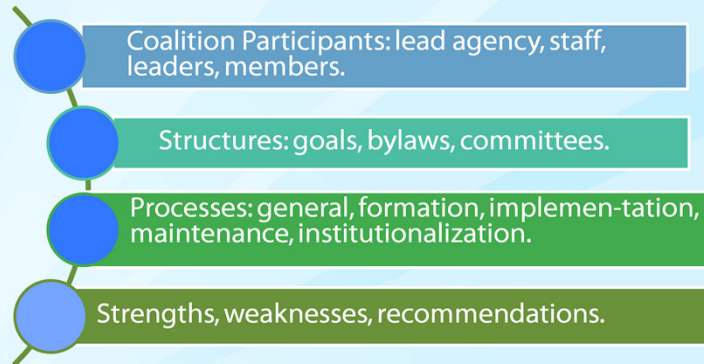 Coalition Participants: lead agency, staff,
leaders, members.
Structures: goals, bylaws, committees.
Processes: general, formation, implemen-tation,
maintenance, institutionalization.
Strengths, weaknesses, recommendations.